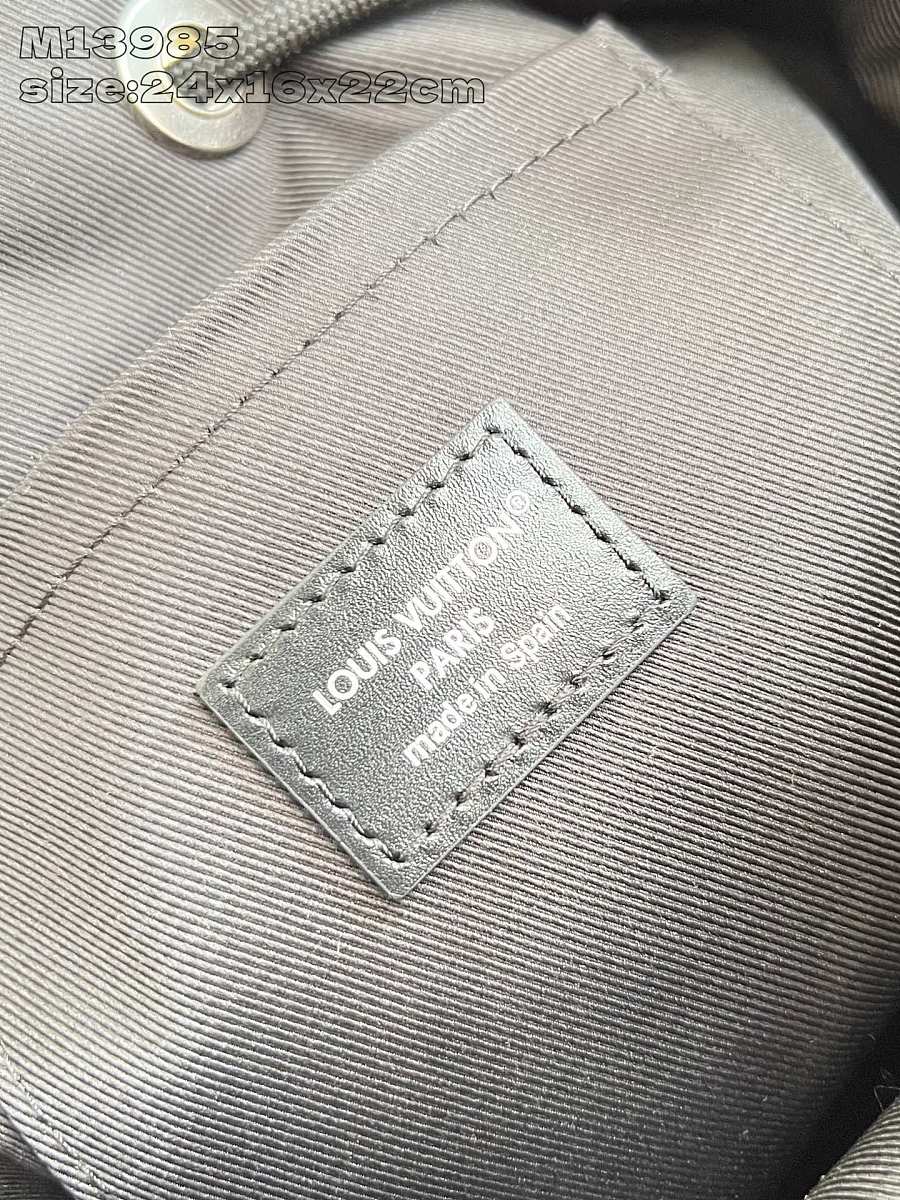 M13985
size:24x16x22cm
LOUIS VUITTON®
PARIS
made in Spain